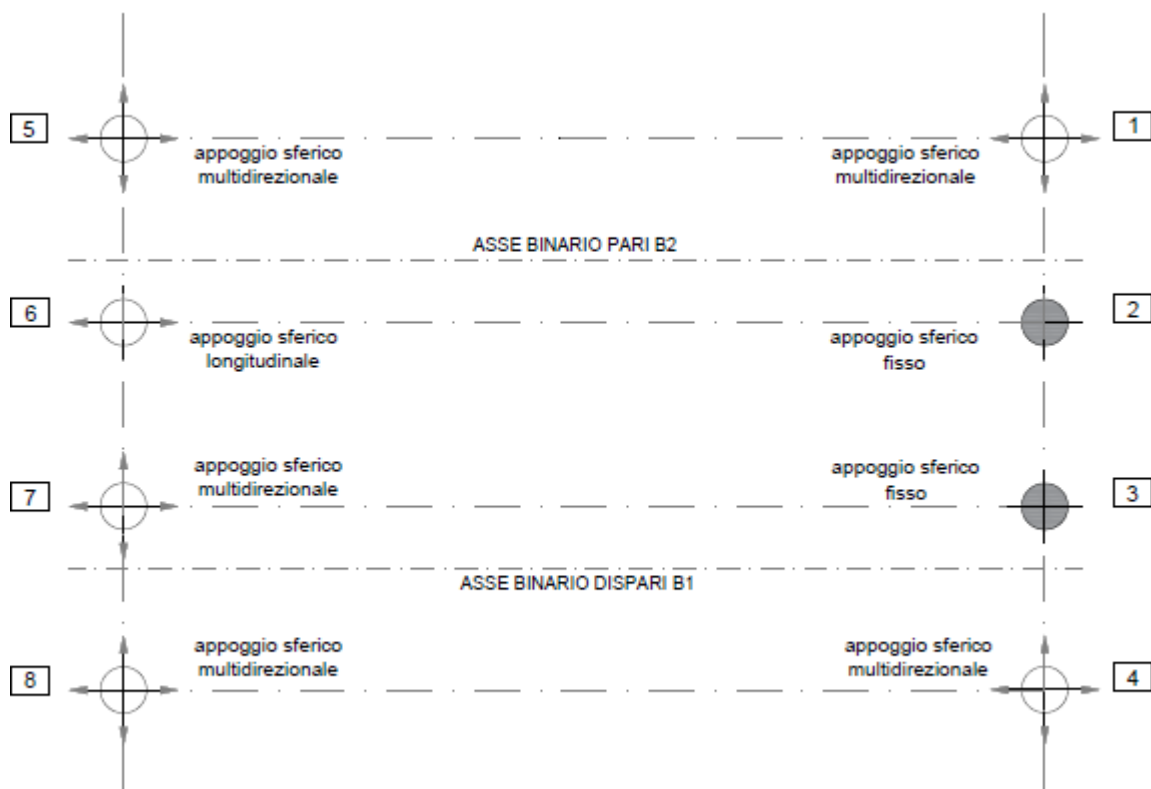 5
appoggio sferico
multidirezionale
appoggio sferico
multidirezionale
1
ASSE BINARIO PARI B2
6
appoggio sferico
longitudinale
appoggio sferico
fisso
2
7
appoggio sferico
multidirezionale
appoggio sferico
fisso
3
ASSE BINARIO DISPARI B1
8
appoggio sferico
multidirezionale
appoggio sferico
multidirezionale
4